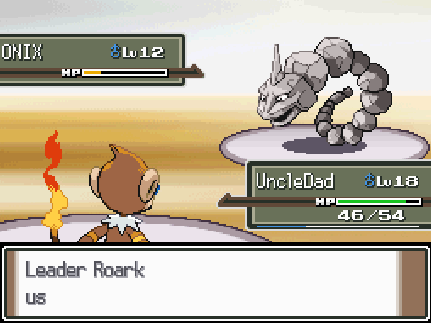 ONIX ♂Lv12
HP
UncleDad ♂Lv18
HP
46/54
Leader Roark
us